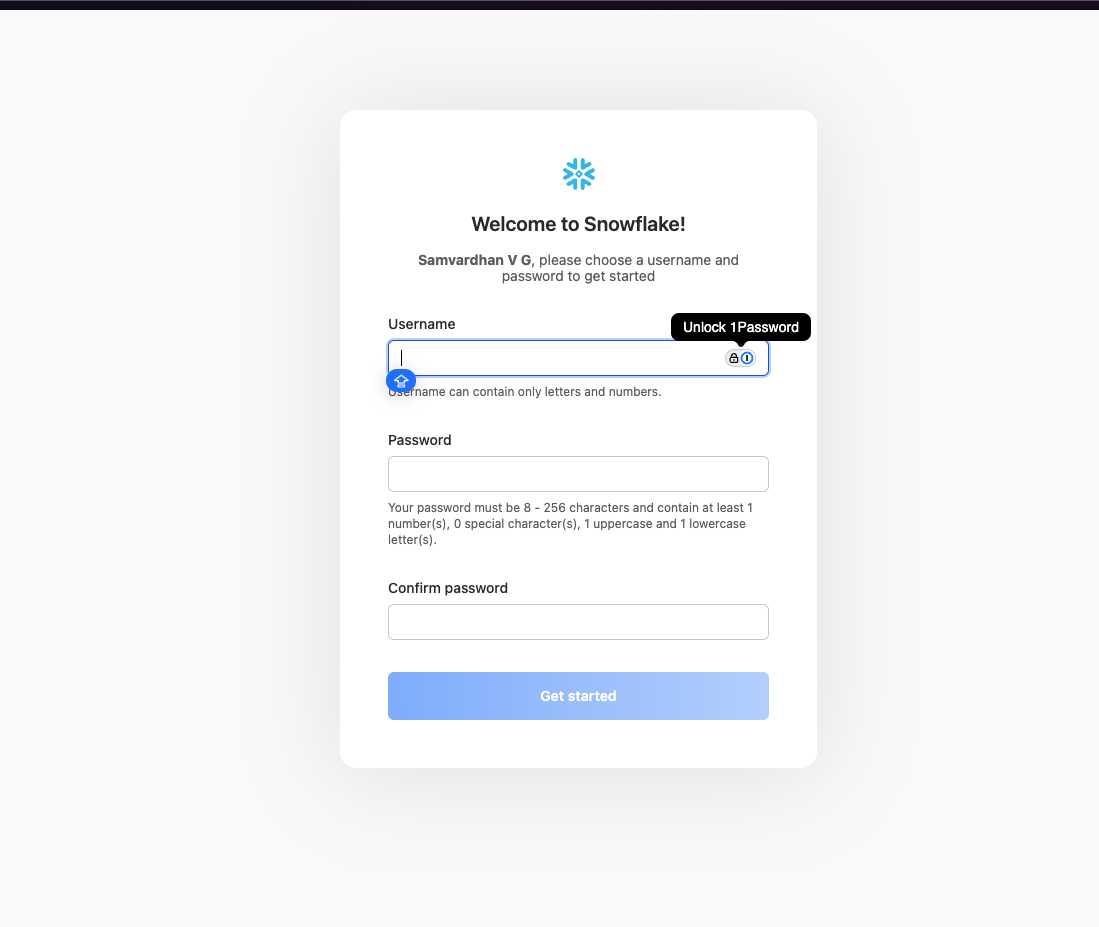 Welcome to Snowflake!
Samvardhan V G, please choose a username and
password to get started
Username
Unlock 1Password
Username can contain only letters and numbers.
Password
Your password must be 8 - 256 characters and contain at least 1
number(s), 0 special character(s), 1 uppercase and 1 lowercase
letter(s).
Confirm password
Get started